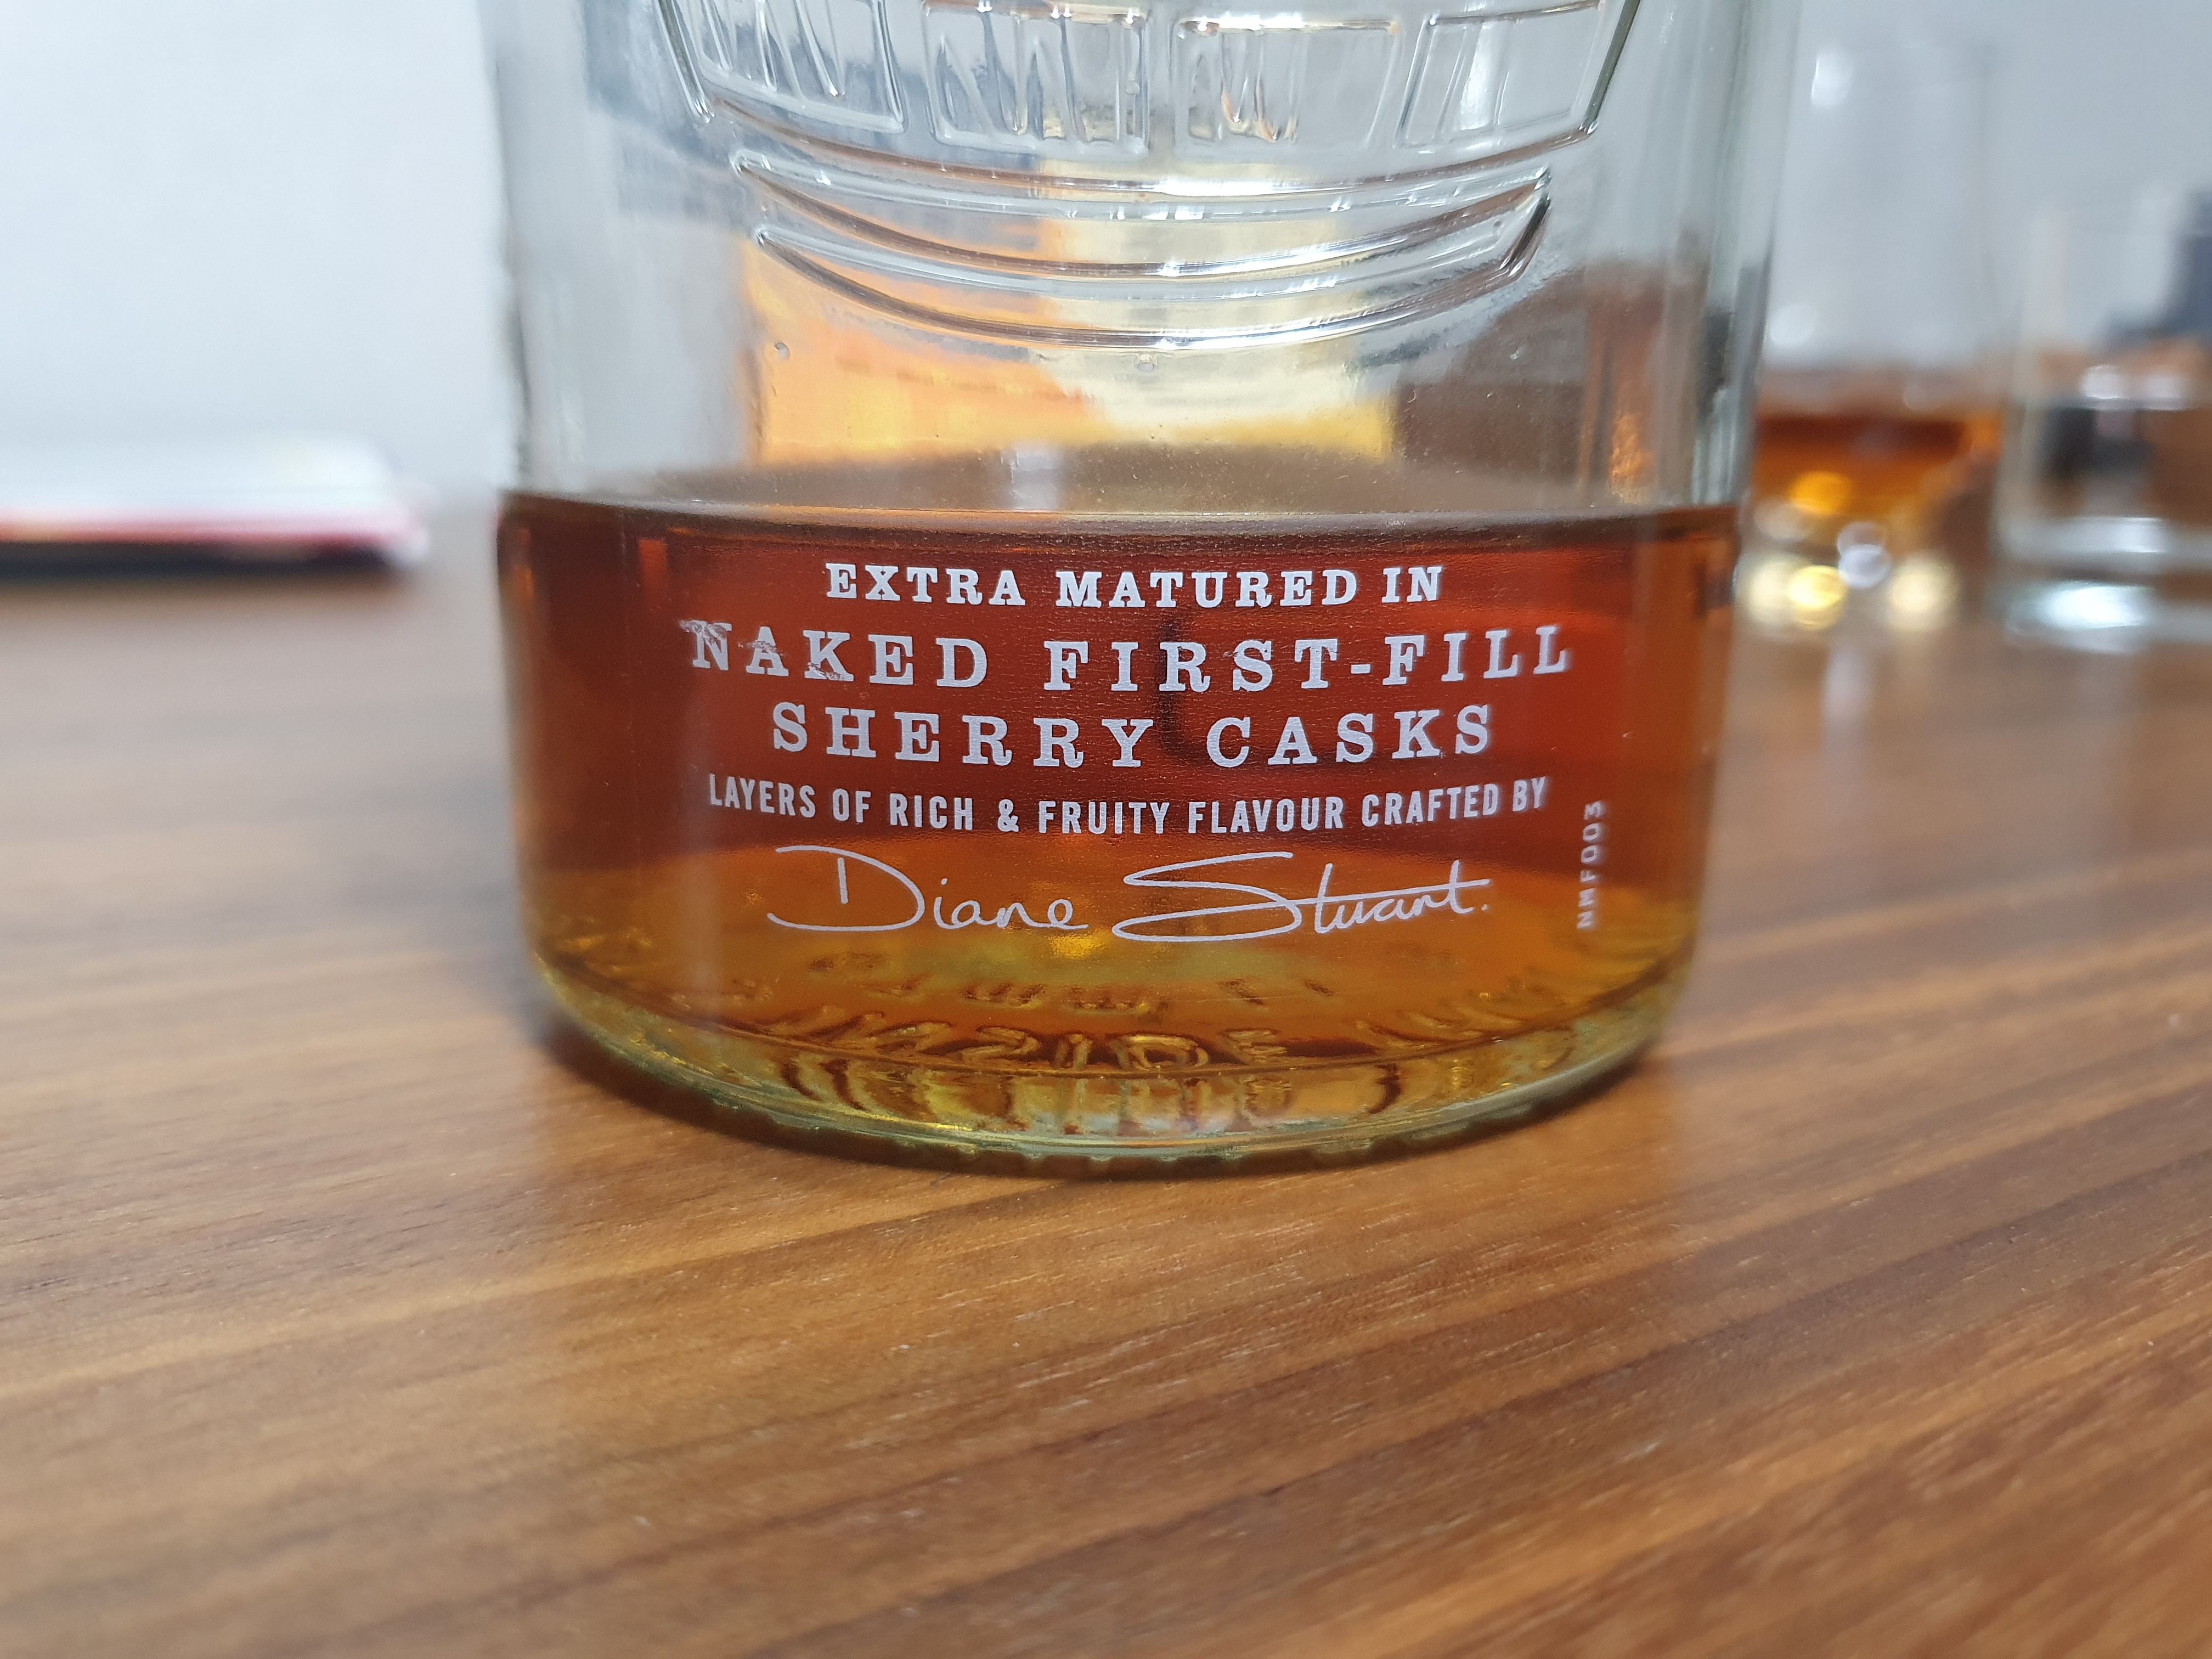 EXTRA MATURED IN
NAKED FIRST-FILL
SHERRY CASKS
LAYERS OF RICH & FRUITY FLAVOUR CRAFTED BY
Diane Stuart.
NMF003